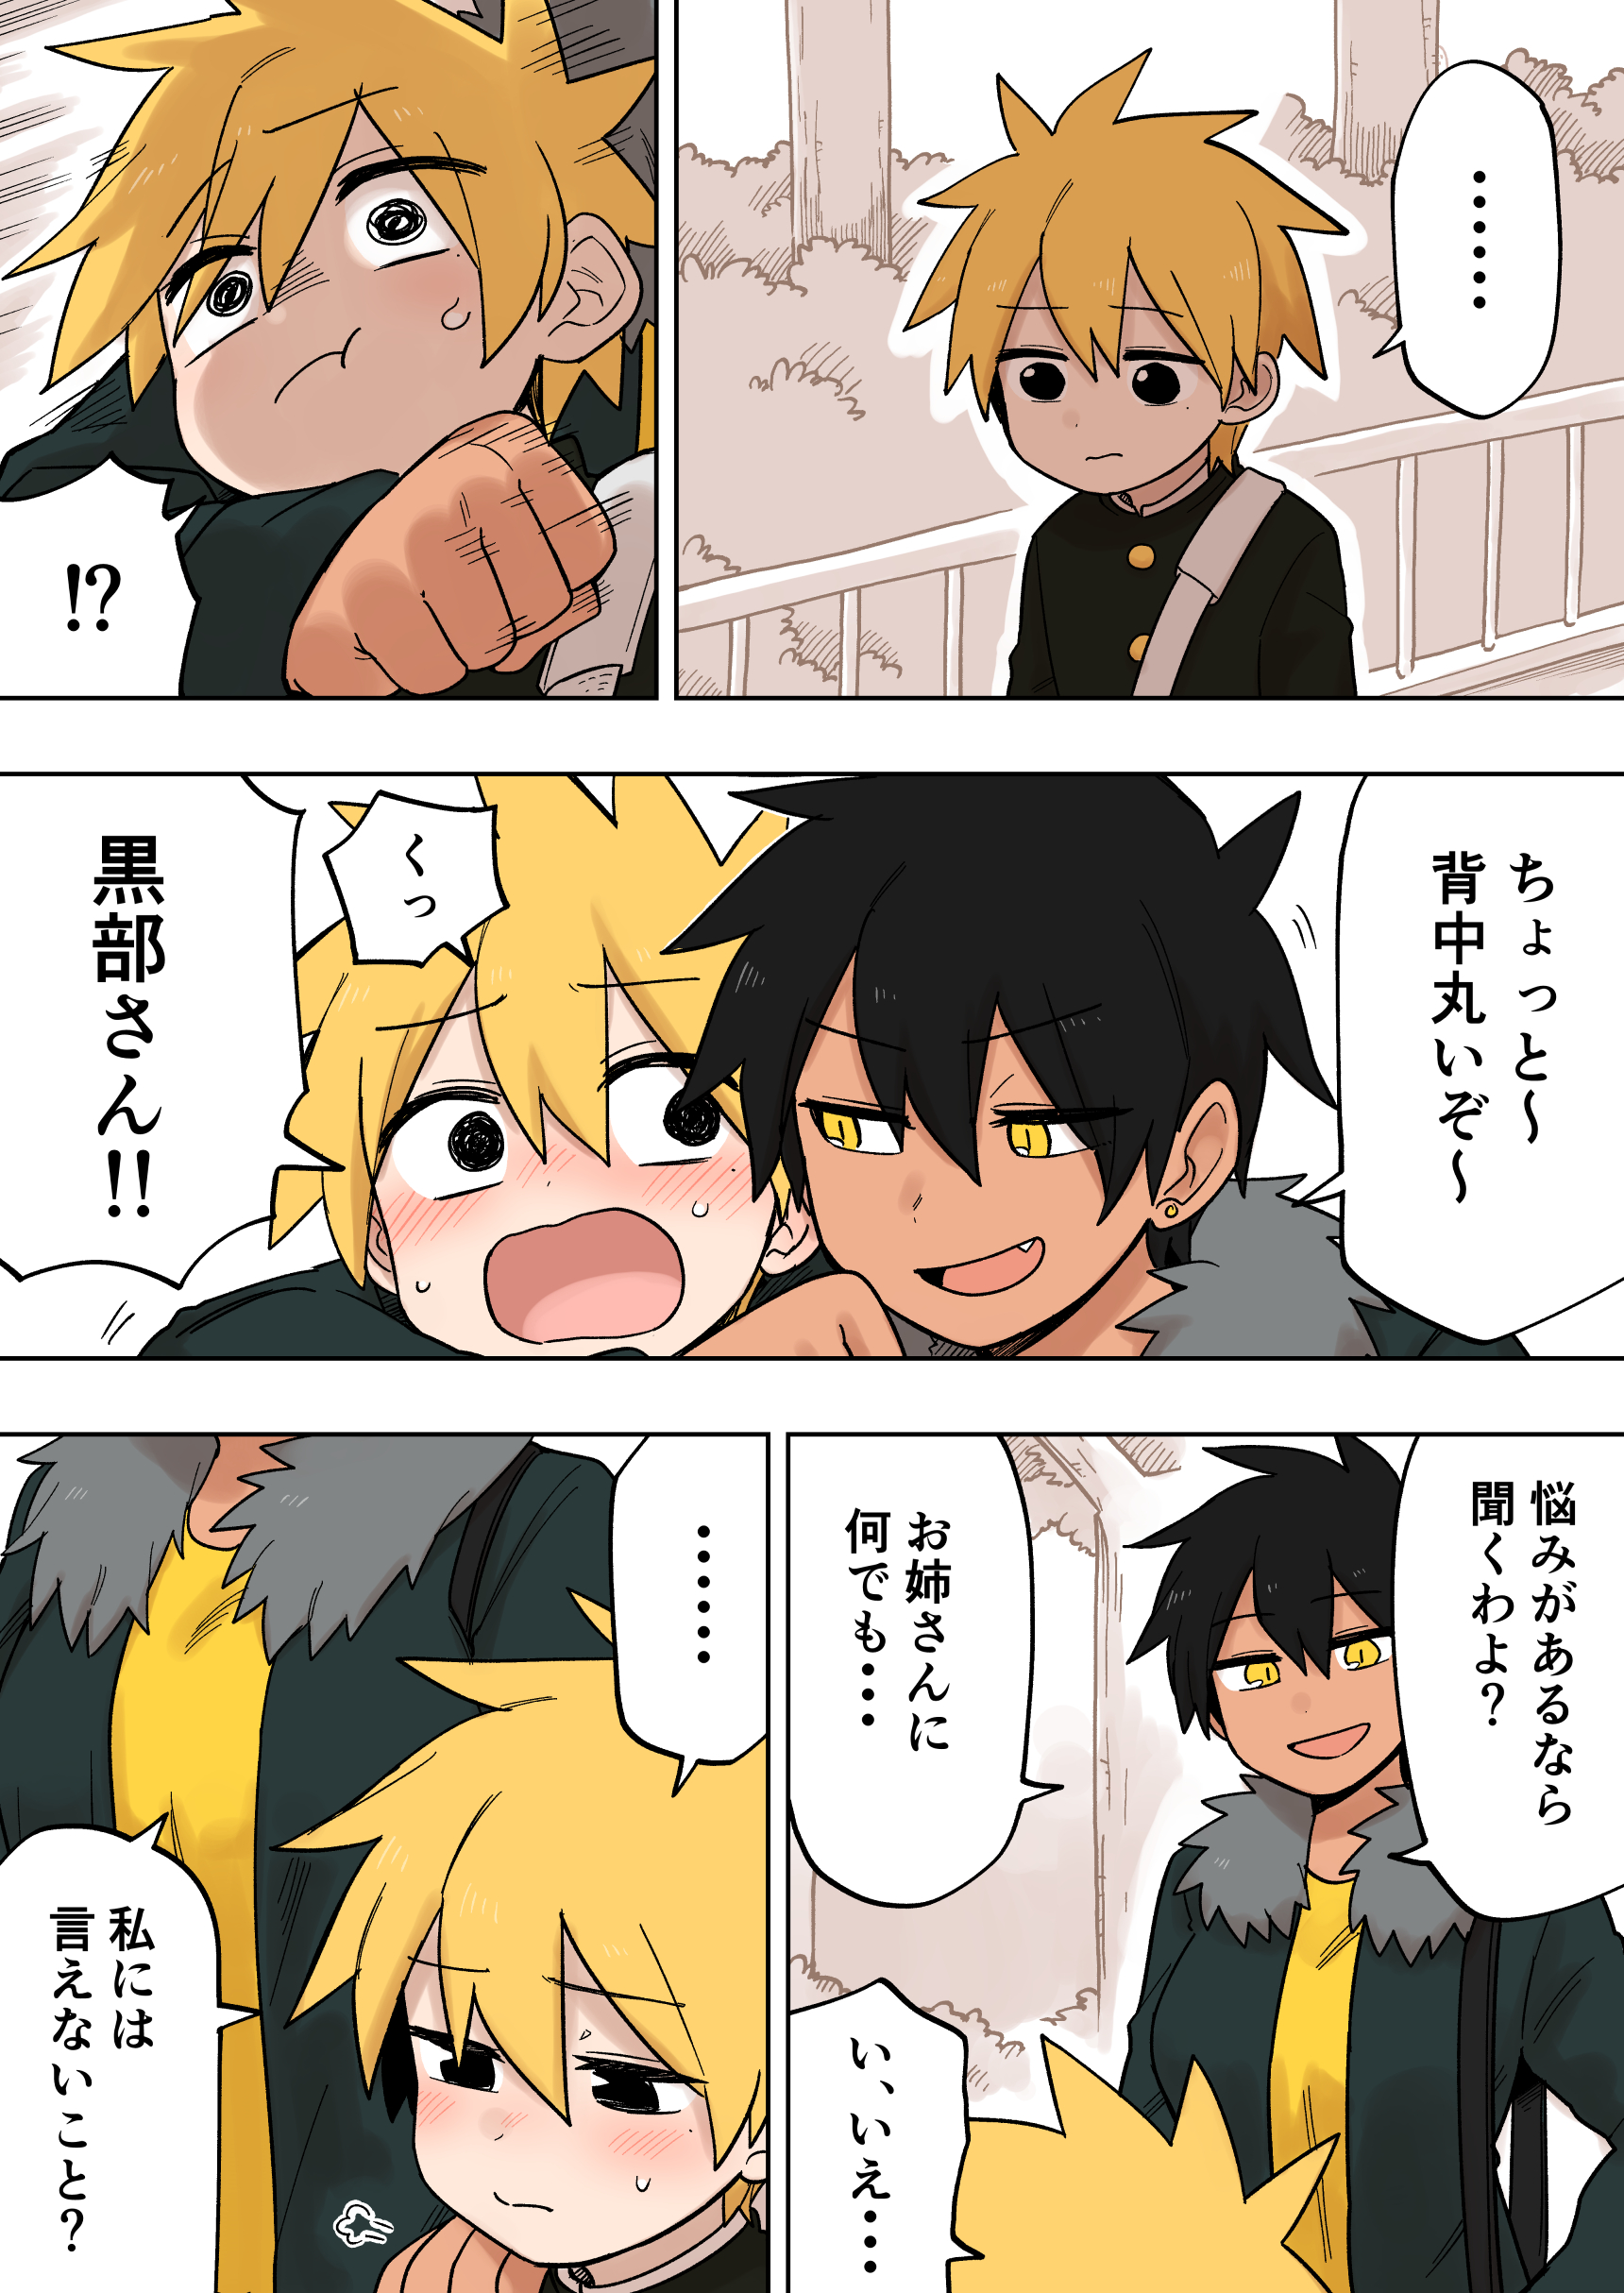 ……
!?
ちょっと〜
背中丸いぞ〜
くっ
黒部さん!!
悩みがあるなら
聞くわよ？
お姉さんに
何でも…
い、いえ…
……
私には
言えないこと？